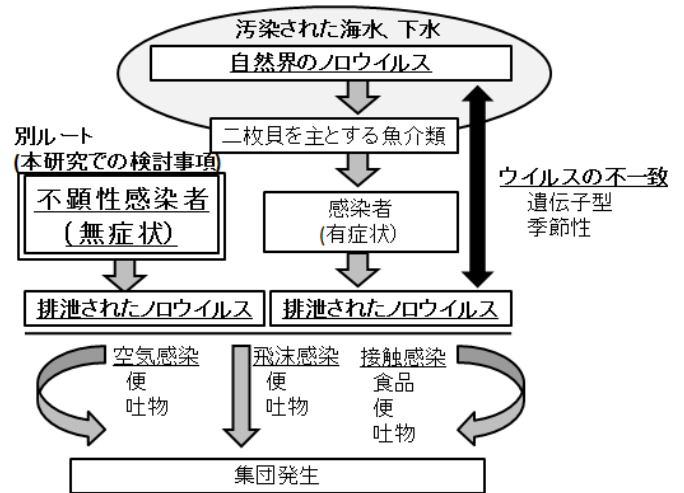 汚染された海水、下水
自然界のノロウイルス
二枚貝を主とする魚介類
別ルート
(本研究での検討事項)
不顕性感染者
(無症状)
感染者
(有症状)
ウイルスの不一致
遺伝子型
季節性
排泄されたノロウイルス
排泄されたノロウイルス
空気感染
便
吐物
飛沫感染
便
吐物
接触感染
食品
便
吐物
集団発生